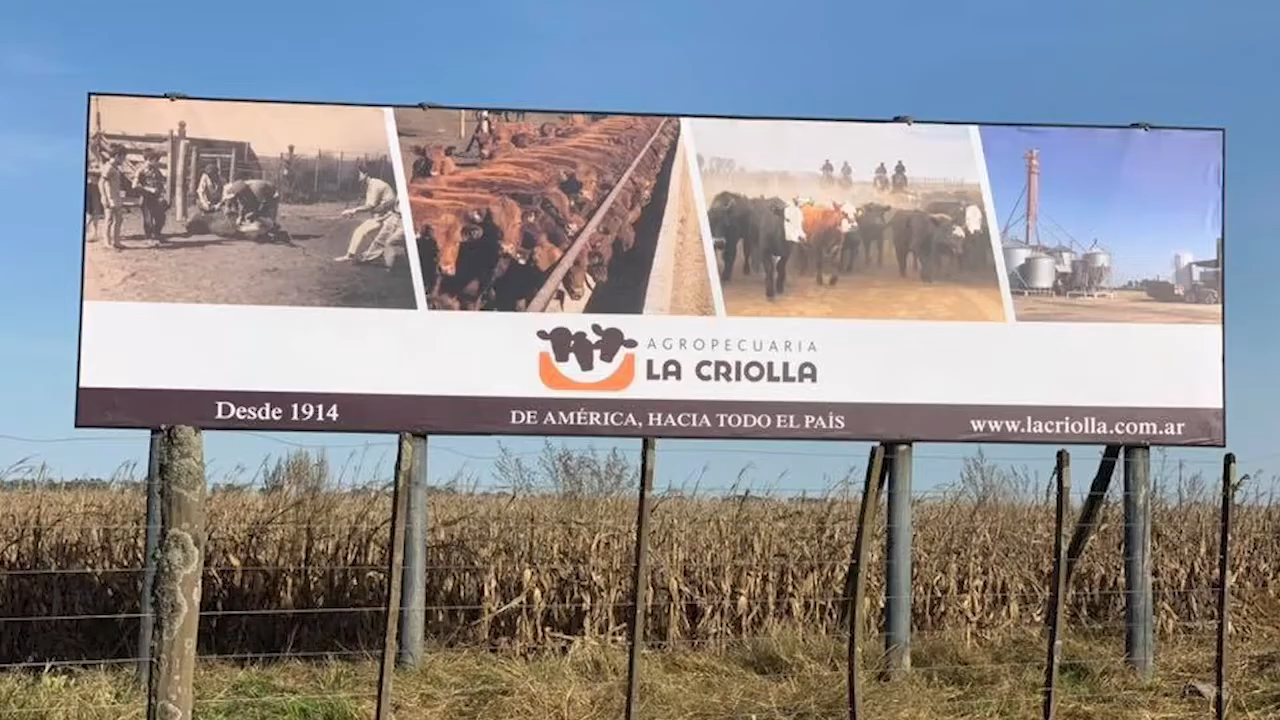 AGROPECUARIA
LA CRIOLLA
Desde 1914
DE AMÉRICA, HACIA TODO EL PAÍS
www.lacriolla.com.ar